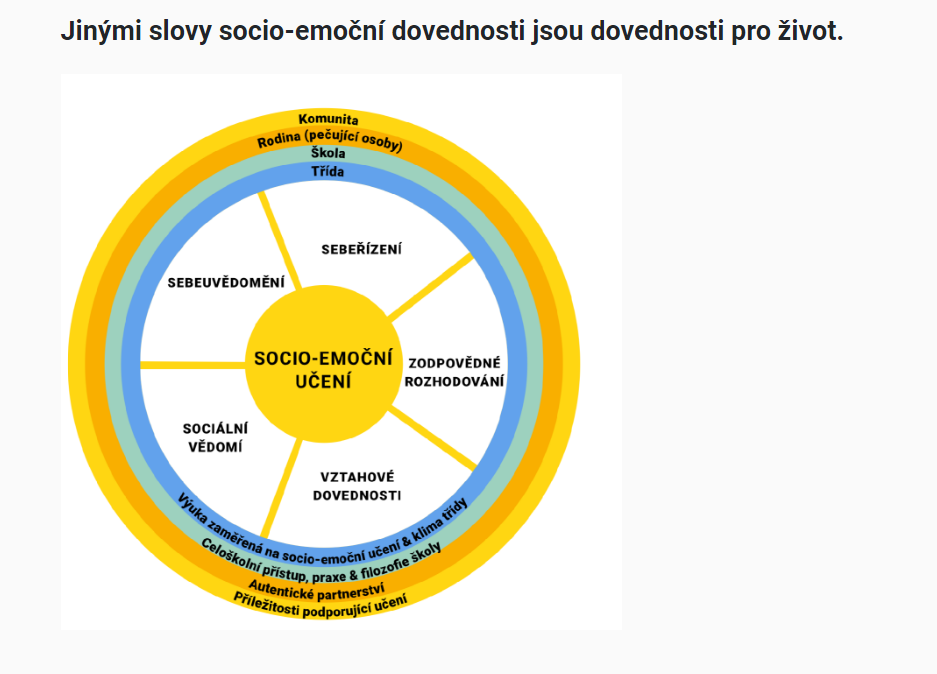 Jinými slovy socio-emoční dovednosti jsou dovednosti pro život.
Komunita
Rodina (pečující osoby)
Škola
Třída
SEBEŘÍZENÍ
SEBEUVĚDOMĚNÍ
SOCIO-EMOČNÍ
UČENÍ
ZODPOVĚDNÉ
ROZHODOVÁNÍ
SOCIÁLNÍ
VĚDOMÍ
VZTAHOVÉ
DOVEDNOSTI
Výuka zaměřená na socio-emoční učení & klima třídy
Celoškolní přístup, praxe & filozofie školy
Autentické partnerství
Příležitosti podporující učení